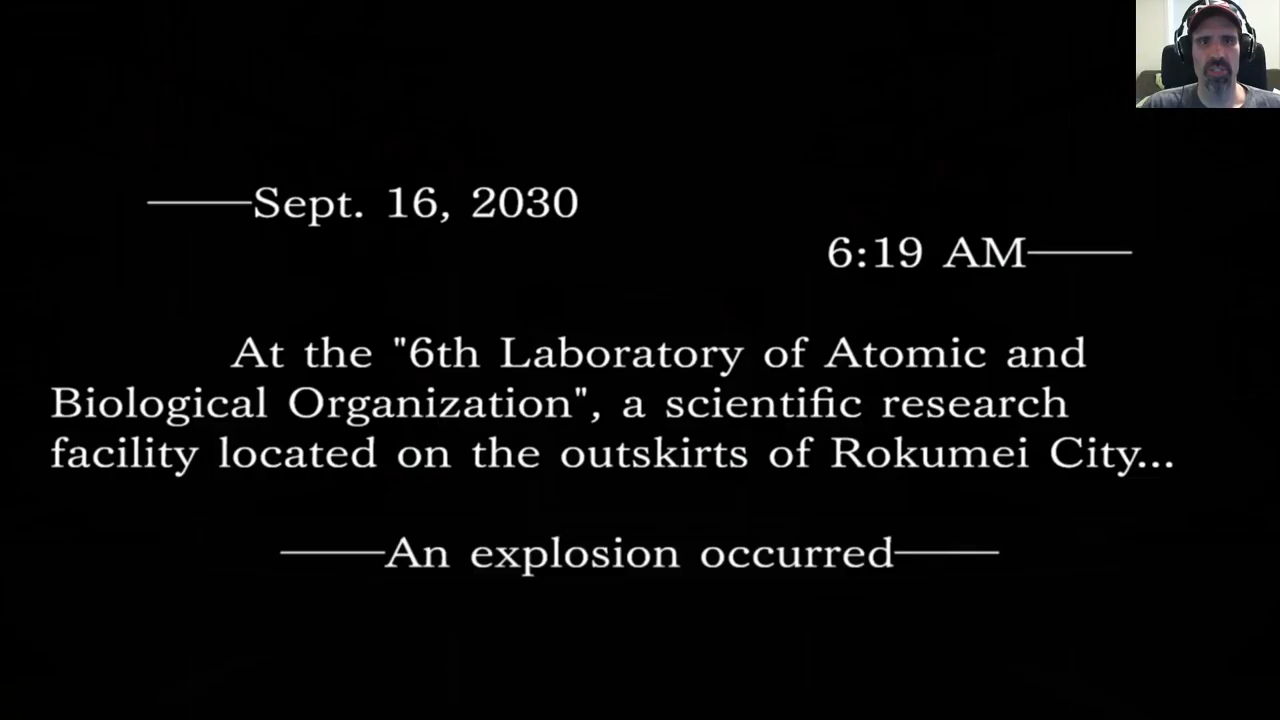 ——Sept. 16, 2030
6:19 AM——
At the "6th Laboratory of Atomic and
Biological Organization", a scientific research
facility located on the outskirts of Rokumei City...
——An explosion occurred——